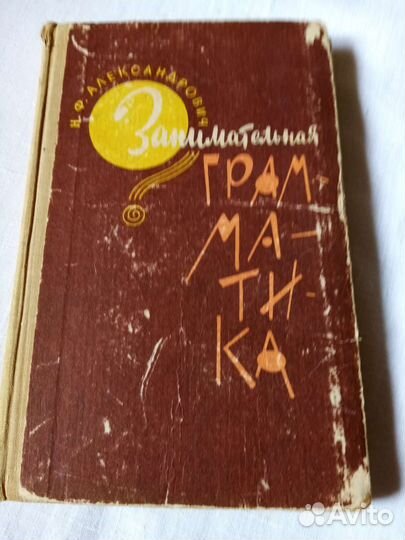 Н. Ф. АЛЕКСАНДРОВИЧ
Занимательная
ГРАМ-
МА-
ТИ-
КА
Avito